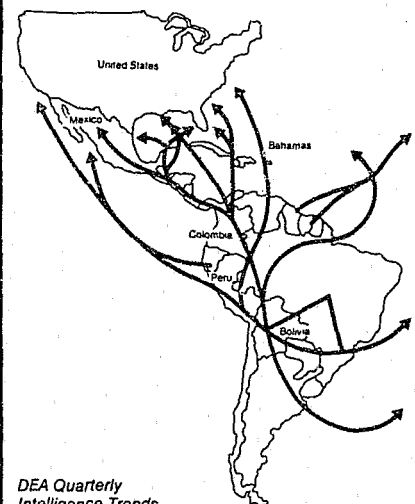 United States
Mexico
Bahamas
Colombia
Peru
Bolivia
DEA Quarterly
Intelligence Trends